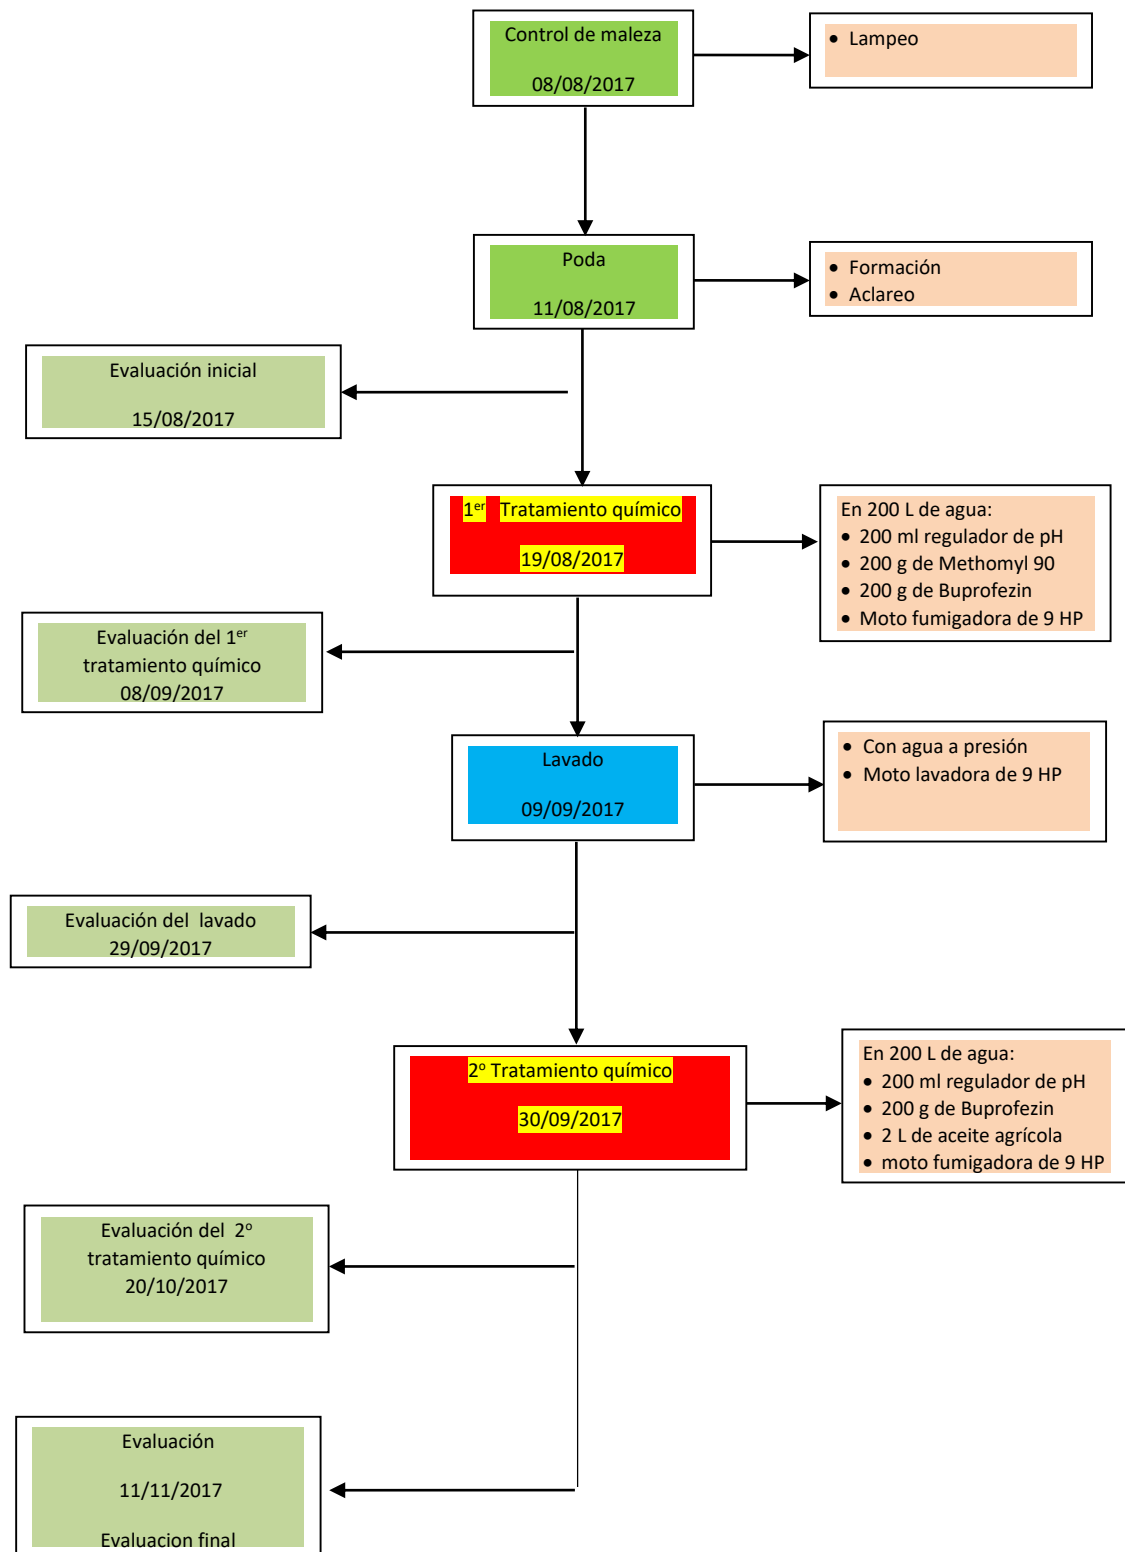 Control de maleza
08/08/2017
• Lampeo
Poda
11/08/2017
• Formación
• Aclareo
Evaluación inicial
15/08/2017
1er Tratamiento químico
19/08/2017
En 200 L de agua:
• 200 ml regulador de pH
• 200 g de Methomyl 90
• 200 g de Buprofezin
• Moto fumigadora de 9 HP
Evaluación del 1er
tratamiento químico
08/09/2017
Lavado
09/09/2017
• Con agua a presión
• Moto lavadora de 9 HP
Evaluación del lavado
29/09/2017
2º Tratamiento químico
30/09/2017
En 200 L de agua:
• 200 ml regulador de pH
• 200 g de Buprofezin
• 2 L de aceite agrícola
• moto fumigadora de 9 HP
Evaluación del 2º
tratamiento químico
20/10/2017
Evaluación
11/11/2017
Evaluacion final